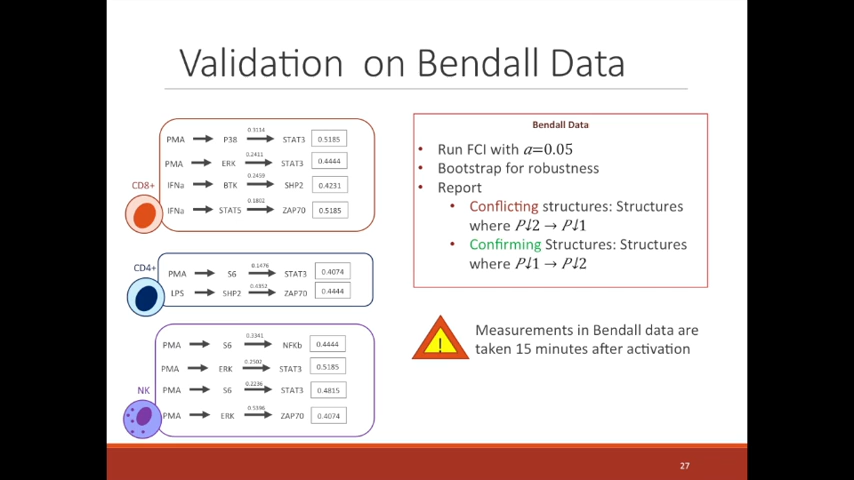 Validation on Bendall Data
CD8+
PMA P38 0.3114 STAT3 0.5185
PMA ERK 0.2411 STAT3 0.4444
IFNa BTK 0.2459 SHP2 0.4231
IFNa STAT5 0.1802 ZAP70 0.5185
CD4+
PMA S6 0.1476 STAT3 0.4074
LPS SHP2 0.4352 ZAP70 0.4444
NK
PMA S6 0.3341 NFKb 0.4444
PMA ERK 0.2502 STAT3 0.5185
PMA S6 0.2236 STAT3 0.4815
PMA ERK 0.5396 ZAP70 0.4074
Bendall Data
• Run FCI with a=0.05
• Bootstrap for robustness
• Report
• Conflicting structures: Structures
where P↓2 → P↓1
• Confirming Structures: Structures
where P↓1 → P↓2
!
Measurements in Bendall data are
taken 15 minutes after activation
27